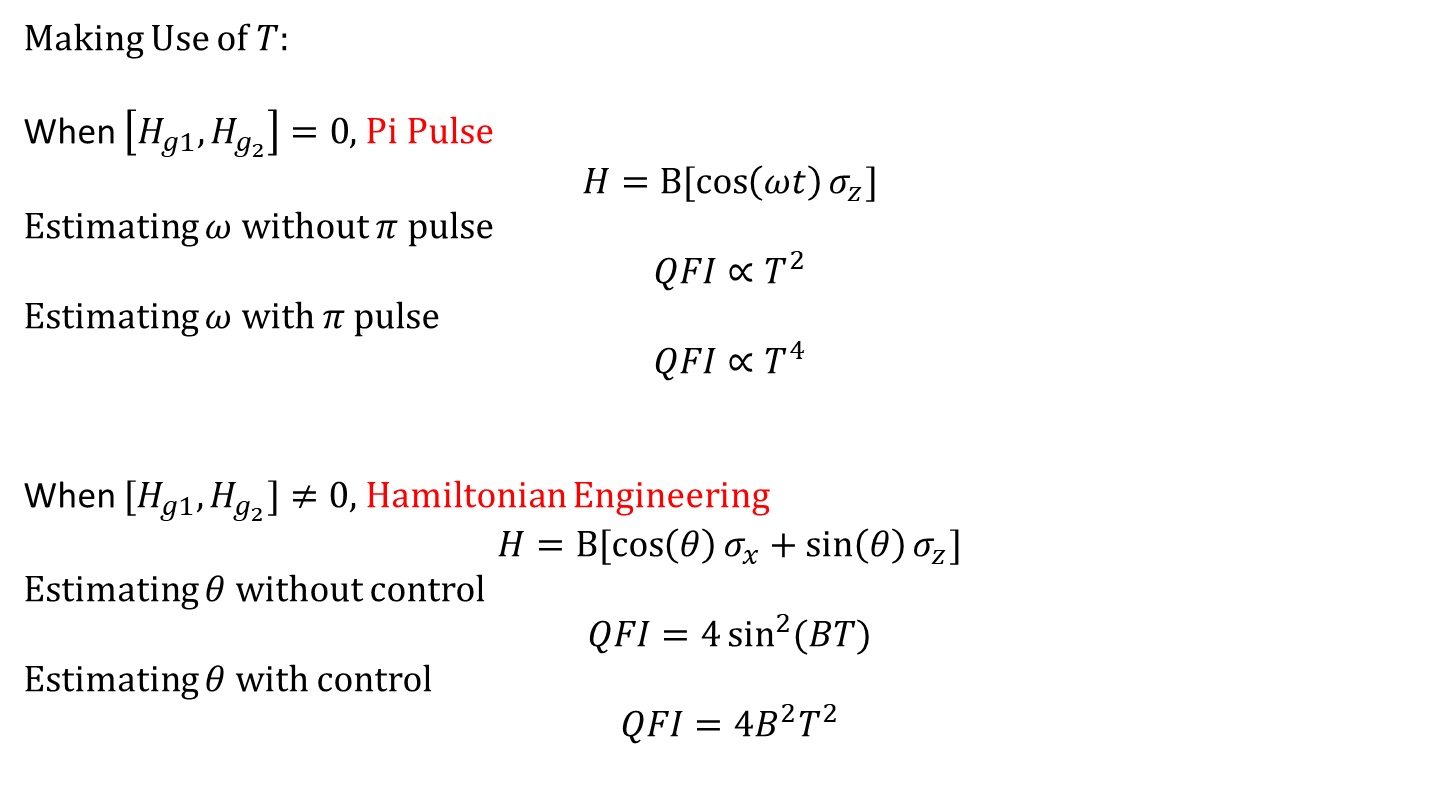 Making Use of T:
When [H_{g1}, H_{g_2}] = 0, Pi Pulse
H = B[cos(ωt) σ_z]
Estimating ω without π pulse
QFI ∝ T^2
Estimating ω with π pulse
QFI ∝ T^4
When [H_{g1}, H_{g_2}] ≠ 0, Hamiltonian Engineering
H = B[cos(θ) σ_x + sin(θ) σ_z]
Estimating θ without control
QFI = 4 sin^2(BT)
Estimating θ with control
QFI = 4B^2T^2